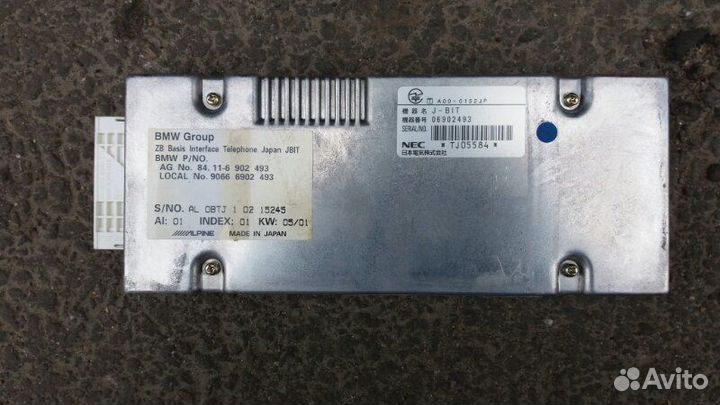 BMW Group
ZB Basis Interface Telephone Japan JBIT
BMW P/NO.
AG No. 84.11-6 902 493
LOCAL No. 9066 6902 493
S/NO. AL OBTJ 1 02 15245
AI: 01 INDEX: 01 KW: 05/01
ALPINE MADE IN JAPAN
T A00-0152JP
機器名 J-BIT
機器番号 06902493
SERIAL/NO.
NEC * TJ05584 *
日本電気株式会社
Avito